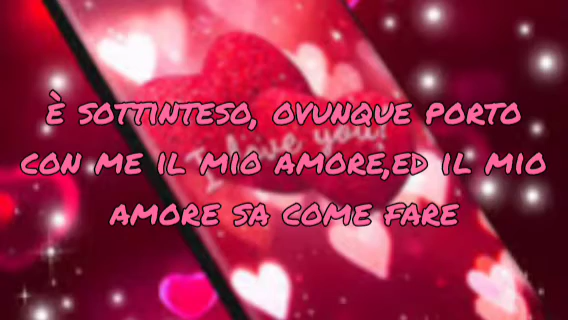 È SOTTINTESO, OVUNQUE PORTO
CON ME IL MIO AMORE,ED IL MIO
AMORE SA COME FARE
I love you!